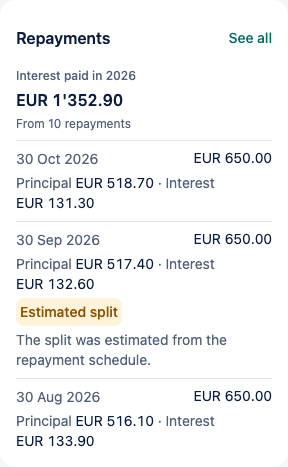 Repayments
See all
Interest paid in 2026
EUR 1'352.90
From 10 repayments
30 Oct 2026
EUR 650.00
Principal EUR 518.70 · Interest
EUR 131.30
30 Sep 2026
EUR 650.00
Principal EUR 517.40 · Interest
EUR 132.60
Estimated split
The split was estimated from the
repayment schedule.
30 Aug 2026
EUR 650.00
Principal EUR 516.10 · Interest
EUR 133.90